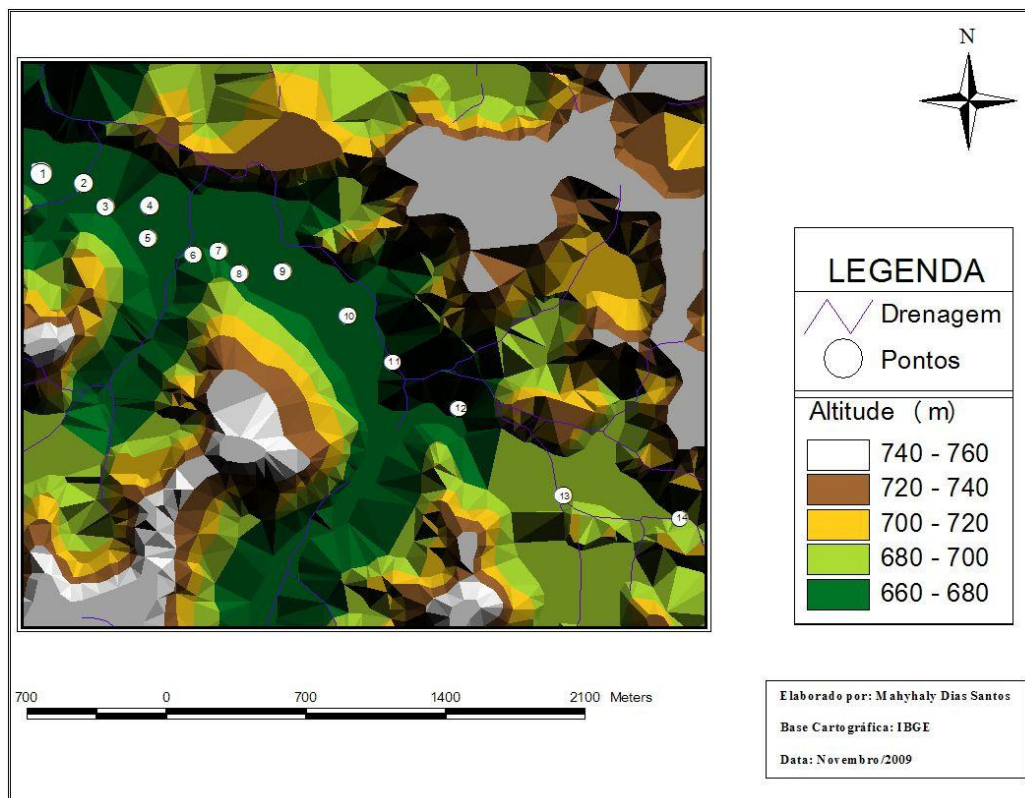 N
1
2
3
4
5
6
7
8
9
10
11
12
13
14
LEGENDA
Drenagem
Pontos
Altitude ( m)
740 - 760
720 - 740
700 - 720
680 - 700
660 - 680
700 0 700 1400 2100 Meters
Elaborado por: Mahyhaly Dias Santos
Base Cartográfica: IBGE
Data: Novembro/2009